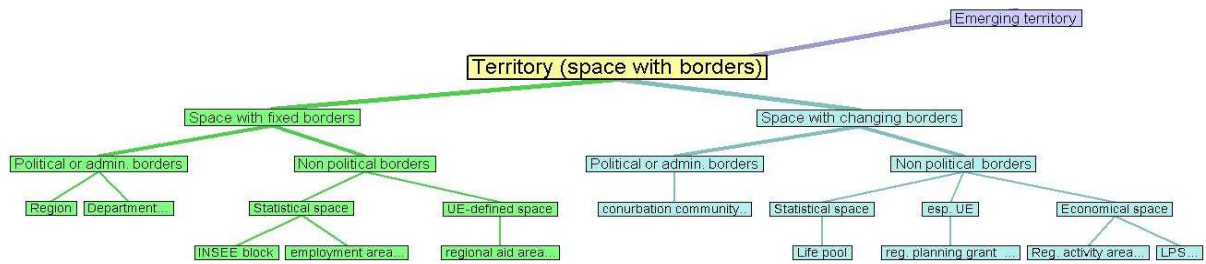 Emerging territory
Territory (space with borders)
Space with fixed borders
Space with changing borders
Political or admin. borders
Non political borders
Political or admin. borders
Non political borders
Region
Department...
Statistical space
UE-defined space
conurbation community..
Statistical space
esp. UE
Economical space
INSEE block
employment area...
regional aid area...
Life pool
reg. planning grant ...
Reg. activity area...
LPS...